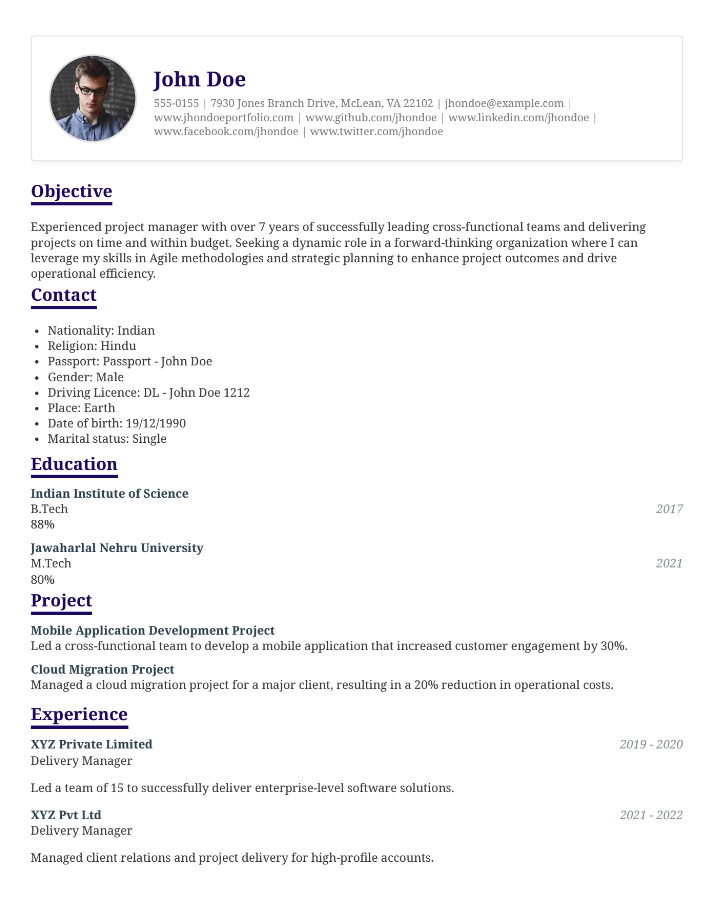 John Doe
555-0155 | 7930 Jones Branch Drive, McLean, VA 22102 | jhondoe@example.com |
www.jhondoeportfolio.com | www.github.com/jhondoe | www.linkedin.com/jhondoe |
www.facebook.com/jhondoe | www.twitter.com/jhondoe
Objective
Experienced project manager with over 7 years of successfully leading cross-functional teams and delivering
projects on time and within budget. Seeking a dynamic role in a forward-thinking organization where I can
leverage my skills in Agile methodologies and strategic planning to enhance project outcomes and drive
operational efficiency.
Contact
• Nationality: Indian
• Religion: Hindu
• Passport: Passport - John Doe
• Gender: Male
• Driving Licence: DL - John Doe 1212
• Place: Earth
• Date of birth: 19/12/1990
• Marital status: Single
Education
Indian Institute of Science
B.Tech 2017
88%
Jawaharlal Nehru University
M.Tech 2021
80%
Project
Mobile Application Development Project
Led a cross-functional team to develop a mobile application that increased customer engagement by 30%.
Cloud Migration Project
Managed a cloud migration project for a major client, resulting in a 20% reduction in operational costs.
Experience
XYZ Private Limited 2019 - 2020
Delivery Manager
Led a team of 15 to successfully deliver enterprise-level software solutions.
XYZ Pvt Ltd 2021 - 2022
Delivery Manager
Managed client relations and project delivery for high-profile accounts.